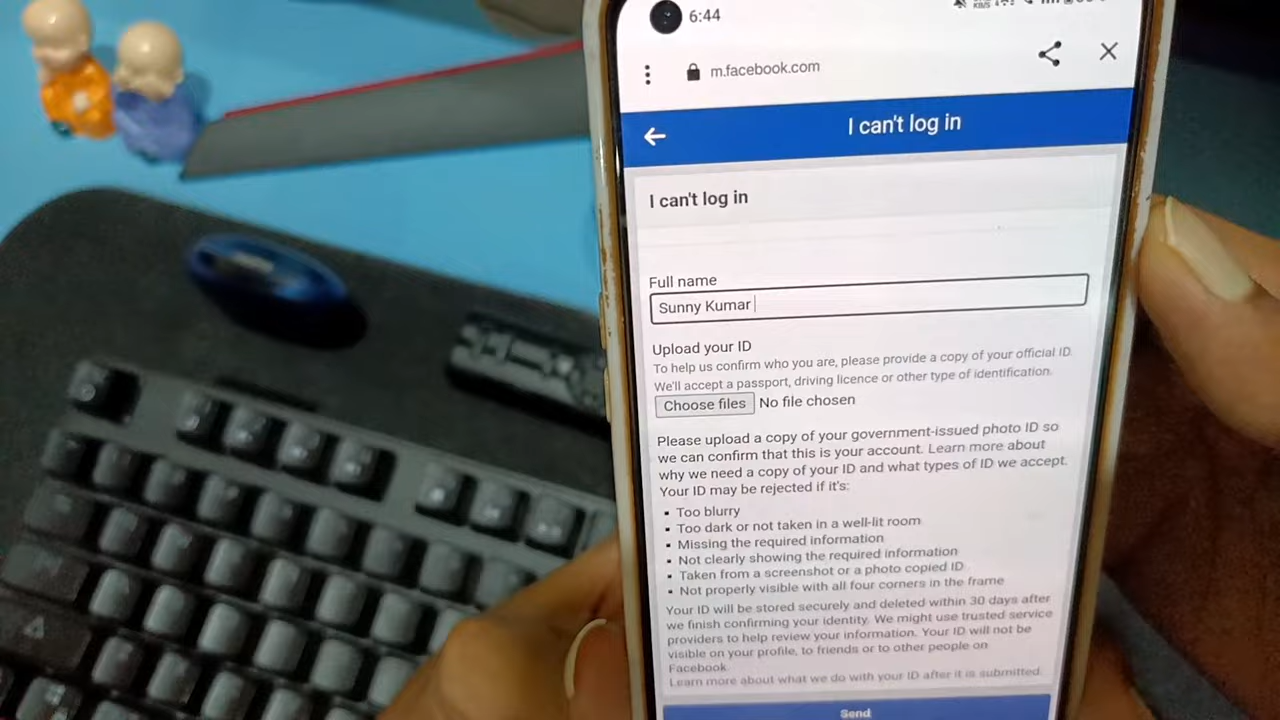 6:44
m.facebook.com
I can't log in
I can't log in
Full name
Sunny Kumar
Upload your ID
To help us confirm who you are, please provide a copy of your official ID.
We'll accept a passport, driving licence or other type of identification.
Choose files No file chosen
Please upload a copy of your government-issued photo ID so
we can confirm that this is your account. Learn more about
why we need a copy of your ID and what types of ID we accept.
Your ID may be rejected if it's:
▪ Too blurry
▪ Too dark or not taken in a well-lit room
▪ Missing the required information
▪ Not clearly showing the required information
▪ Taken from a screenshot or a photo copied ID
▪ Not properly visible with all four corners in the frame
Your ID will be stored securely and deleted within 30 days after
we finish confirming your identity. We might use trusted service
providers to help review your information. Your ID will not be
visible on your profile, to friends or to other people on
Facebook.
Learn more about what we do with your ID after it is submitted.
Send